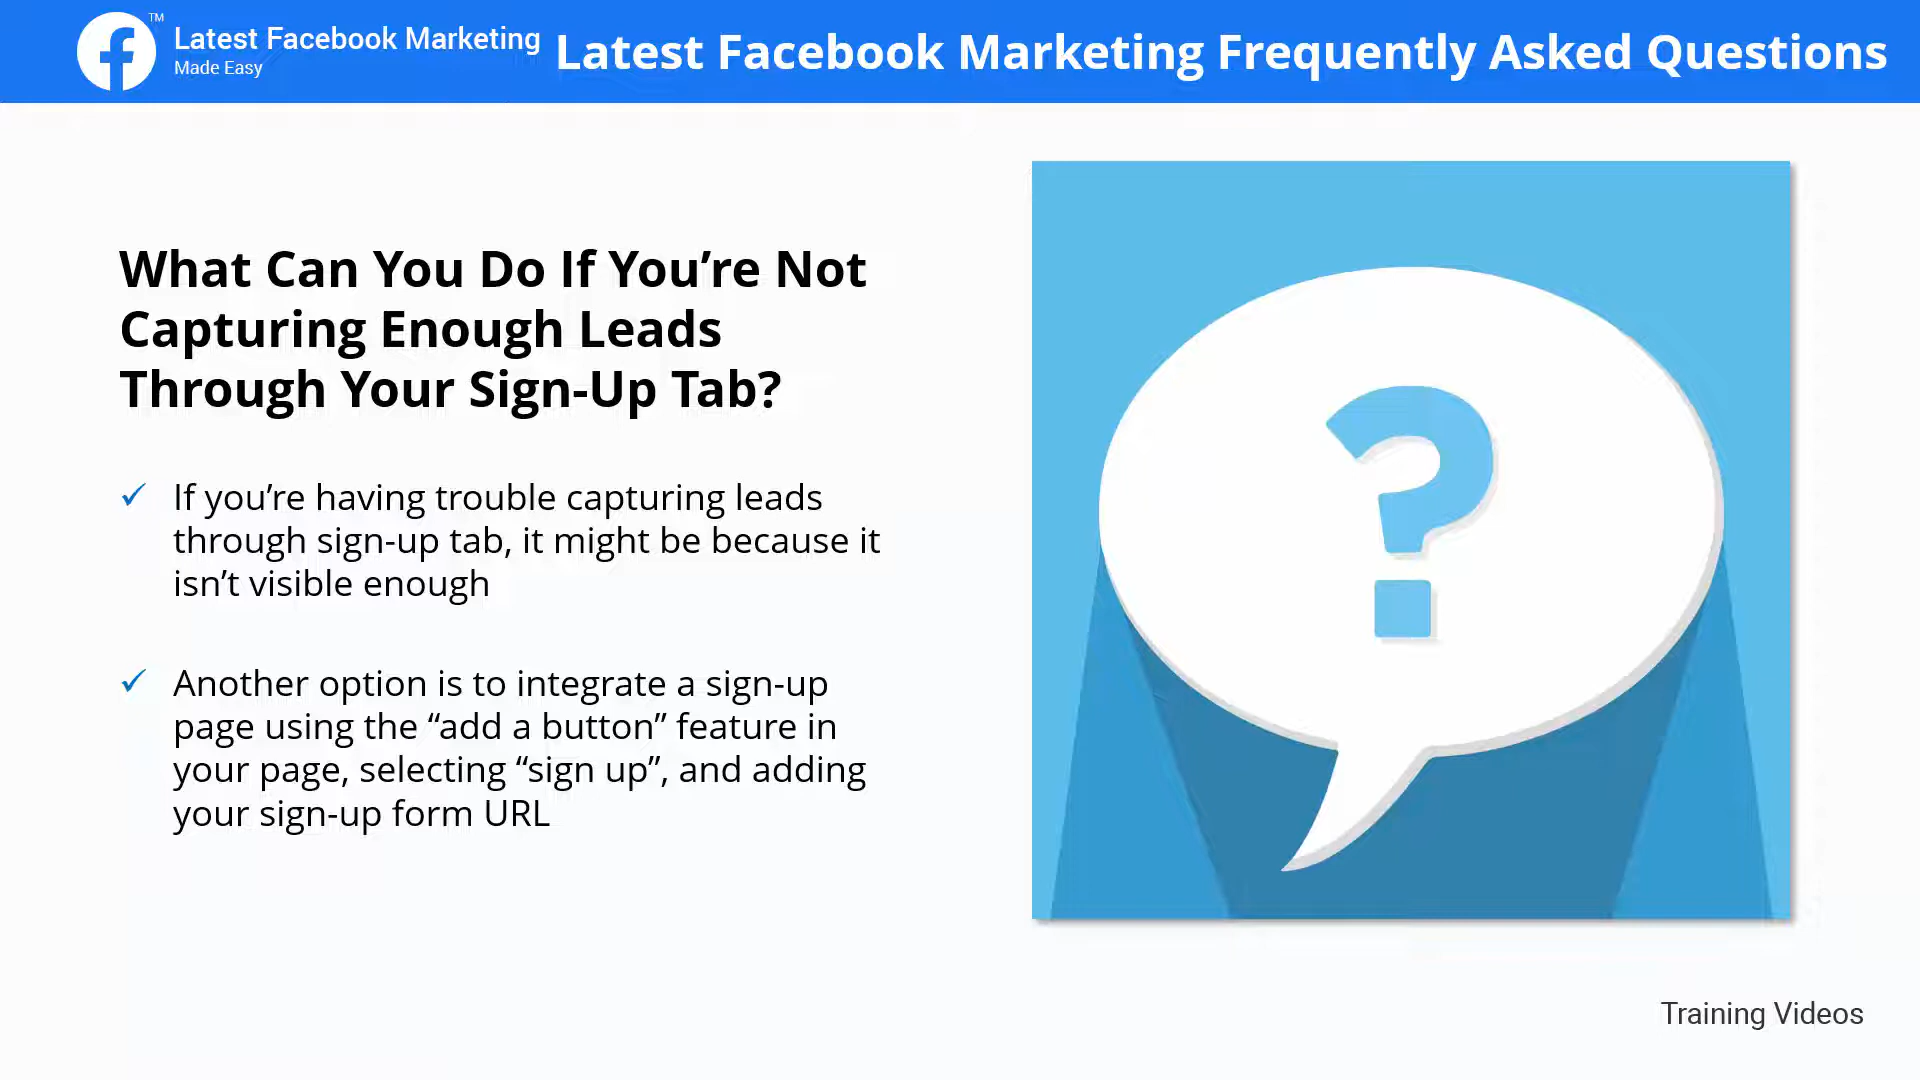 TM
Latest Facebook Marketing
Made Easy
Latest Facebook Marketing Frequently Asked Questions
What Can You Do If You’re Not
Capturing Enough Leads
Through Your Sign-Up Tab?
If you’re having trouble capturing leads
through sign-up tab, it might be because it
isn’t visible enough
Another option is to integrate a sign-up
page using the “add a button” feature in
your page, selecting “sign up”, and adding
your sign-up form URL
?
Training Videos